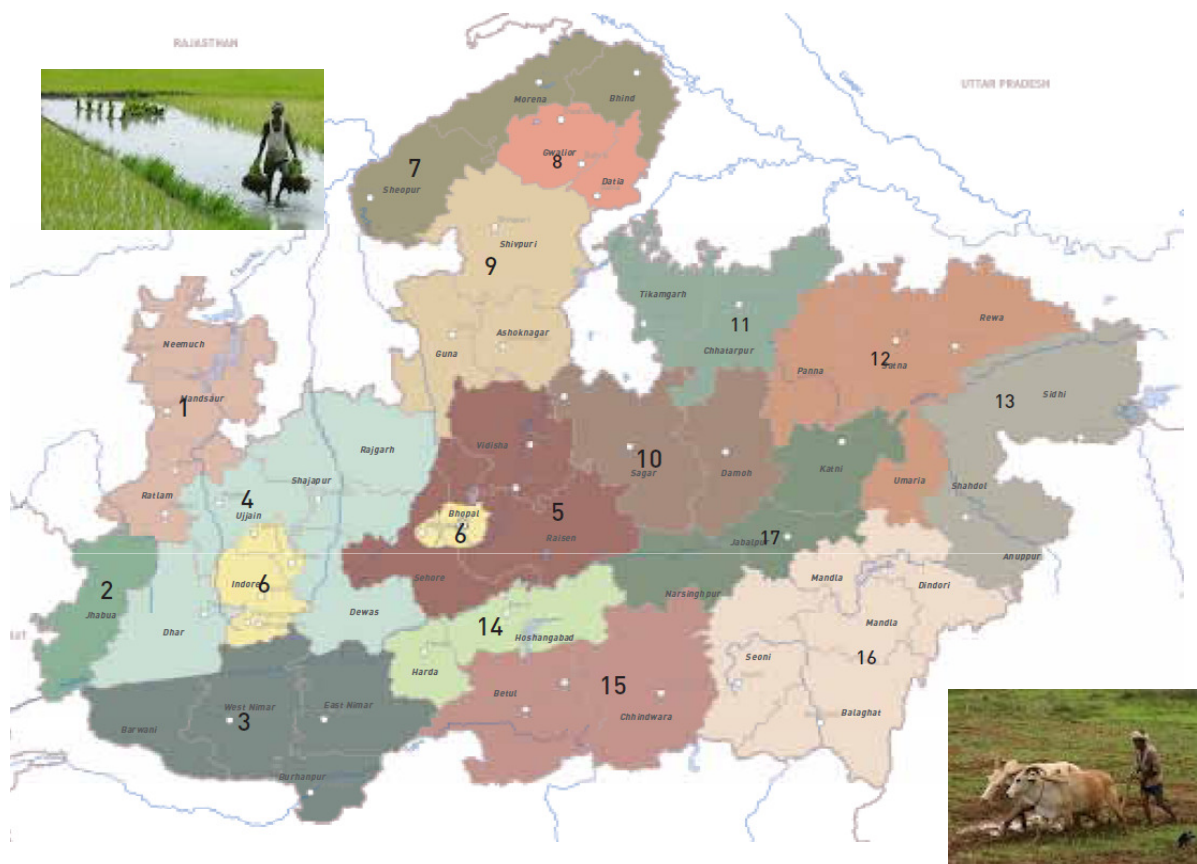 RAJASTHAN
UTTAR PRADESH
Morena
Bhind
7
Gwalior
8
Sheopur
Datia
Shivpuri
9
Tikamgarh
11
Rewa
Neemuch
Ashoknagar
Guna
Chhatarpur
12
Satna
Panna
Mandsaur
1
13
Sidhi
Rajgarh
Vidisha
10
Sagar
Damoh
Katni
Shajapur
Ratlam
4
Ujjain
Umaria
Shahdol
Bhopal
5
6
Raisen
17
Jabalpur
Anuppur
Indore
6
Sehore
Mandla
Dindori
2
Jhabua
Dewas
Narsinghpur
Dhar
14
Hoshangabad
Mandla
Harda
Seoni
16
15
Betul
West Nimar
East Nimar
3
Chhindwara
Barwani
Balaghat
Burhanpur